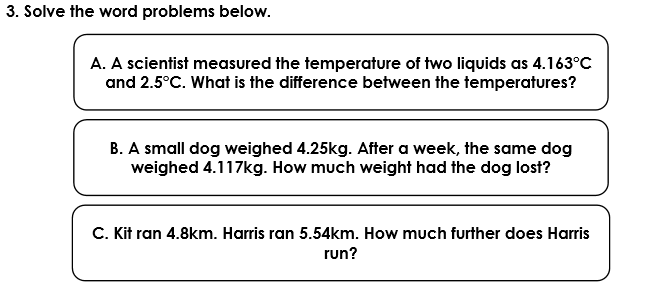 3. Solve the word problems below.
A. A scientist measured the temperature of two liquids as 4.163°C
and 2.5°C. What is the difference between the temperatures?
B. A small dog weighed 4.25kg. After a week, the same dog
weighed 4.117kg. How much weight had the dog lost?
C. Kit ran 4.8km. Harris ran 5.54km. How much further does Harris
run?